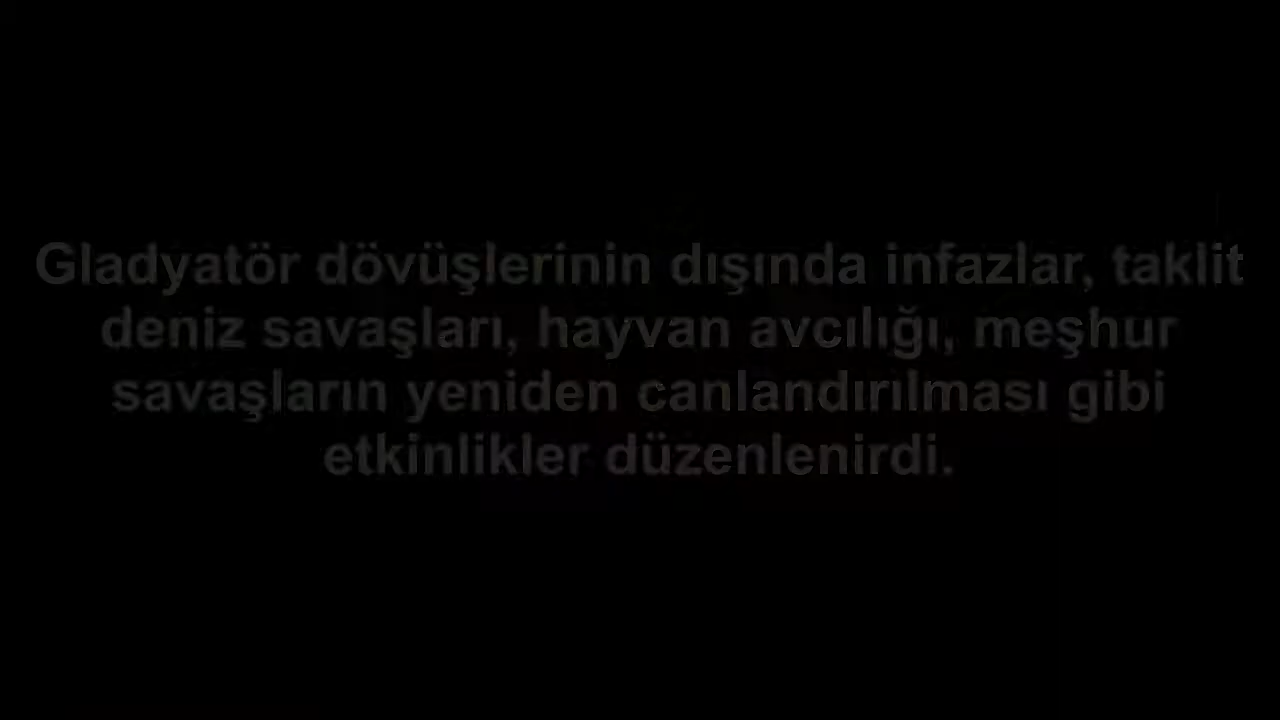 Gladyatör dövüşlerinin dışında infazlar, taklit
deniz savaşları, hayvan avcılığı, meşhur
savaşların yeniden canlandırılması gibi
etkinlikler düzenlenirdi.